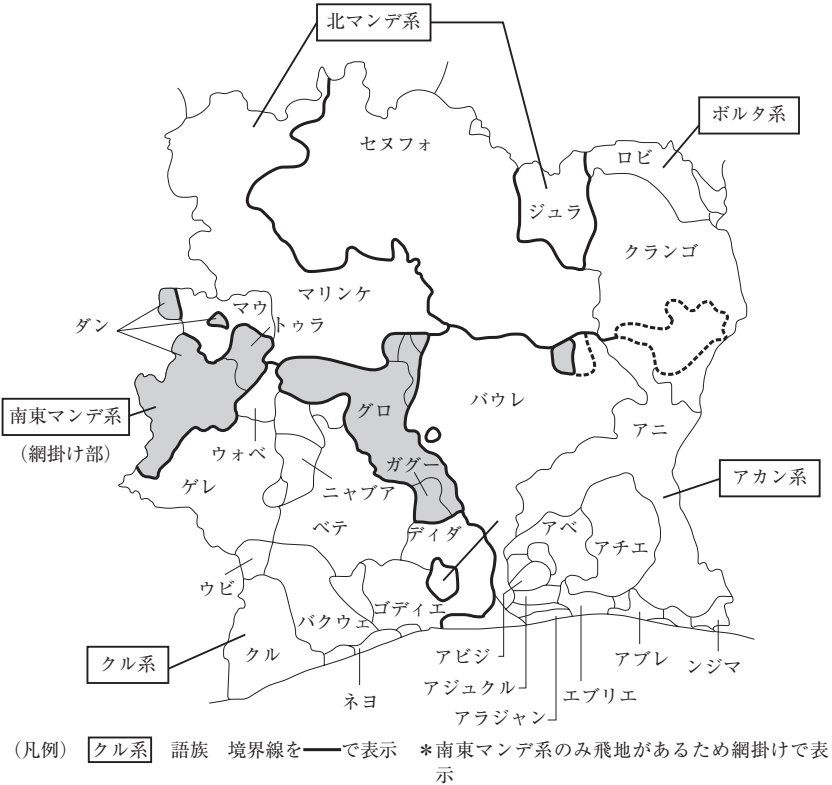 北マンデ系
セヌフォ
ボルタ系
ロビ
ジュラ
クランゴ
マリンケ
マウ
ダン
トゥラ
南東マンデ系
(網掛け部)
グロ
バウレ
アニ
ウォベ
ガグー
ゲレ
ニャブア
アカン系
ベテ
ディダ
アベ
アチエ
ウビ
ゴディエ
バクウェ
クル系
クル
ネヨ
アビジ
アジュクル
アラジャン
エブリエ
アブレ
ンジマ
(凡例) クル系 語族 境界線を━━で表示 *南東マンデ系のみ飛地があるため網掛けで表
示